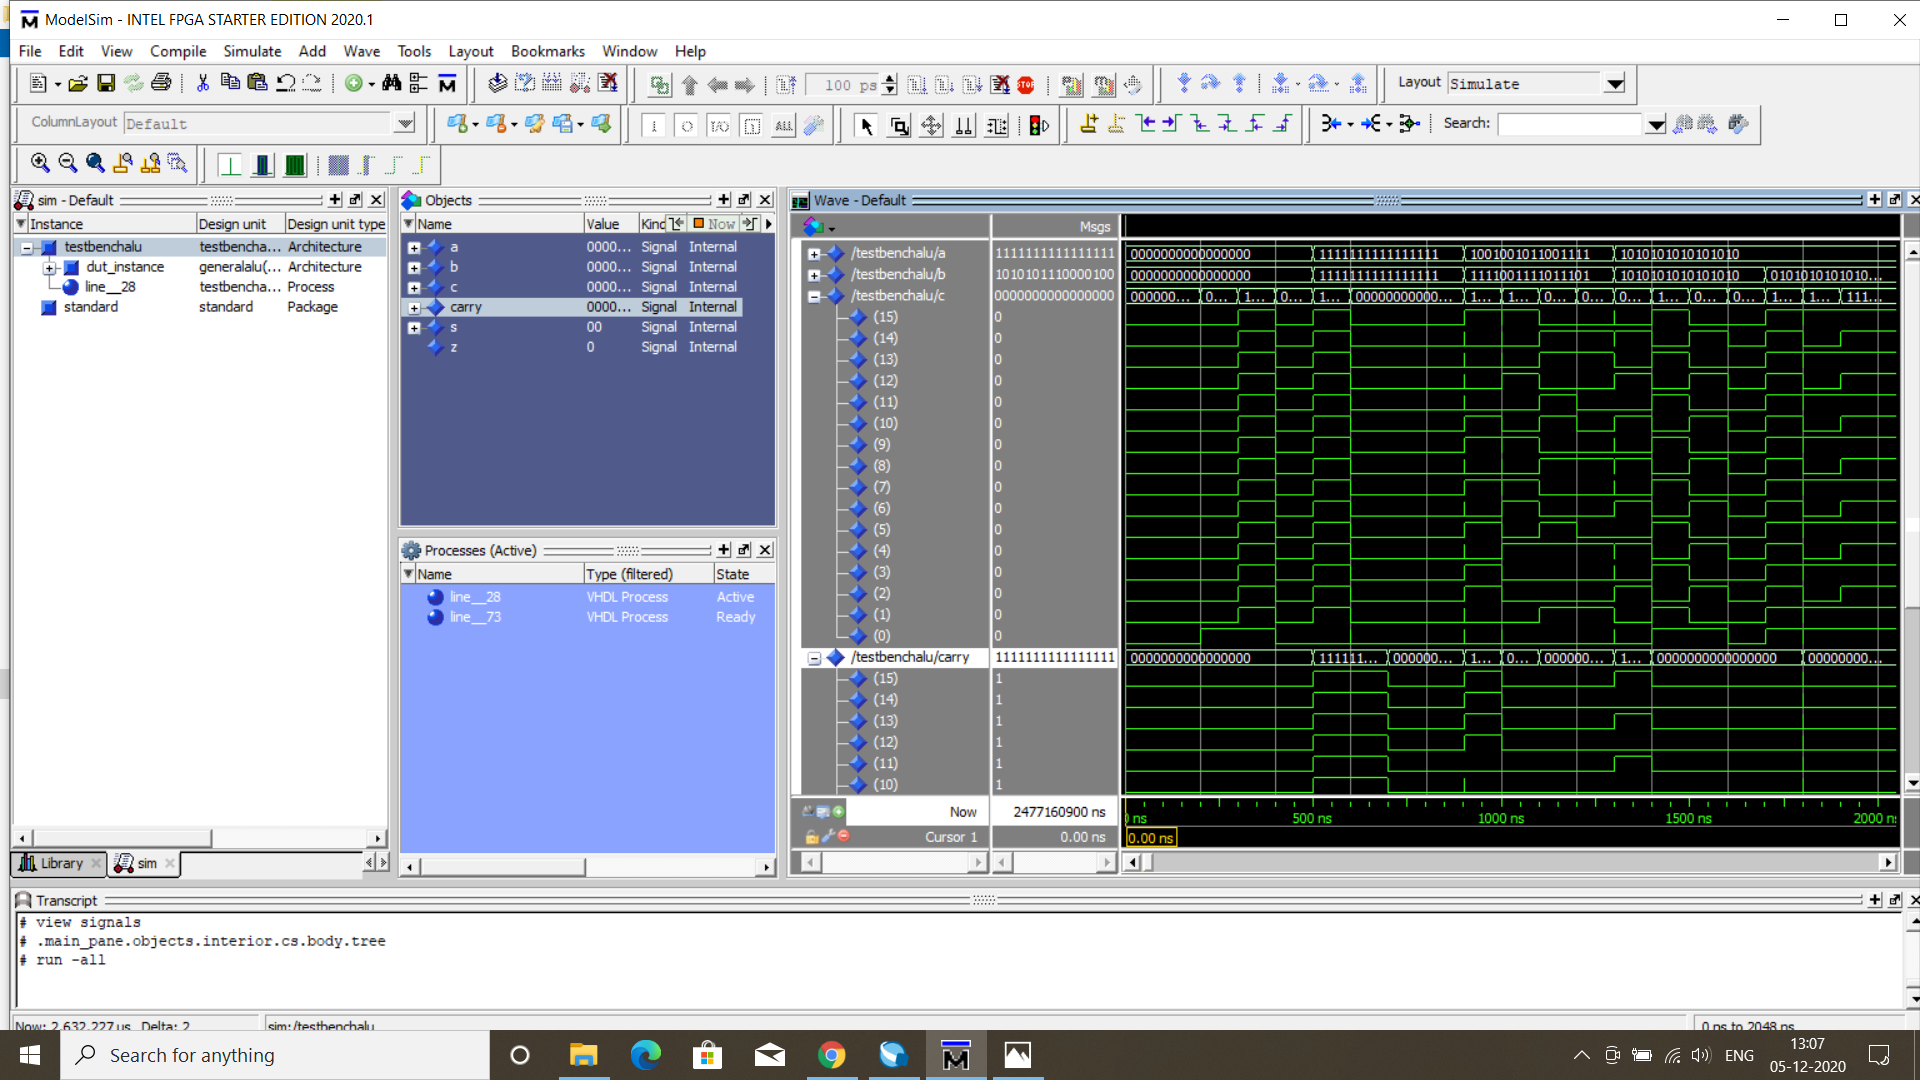 ModelSim - INTEL FPGA STARTER EDITION 2020.1
File Edit View Compile Simulate Add Wave Tools Layout Bookmarks Window Help
100 ps
Layout Simulate
ColumnLayout Default
ALL
Search:
sim - Default
Instance Design unit Design unit type
testbenchalu testbencha... Architecture
dut_instance generalalu(... Architecture
line__28 testbencha... Process
standard standard Package
Library sim
Objects
Name Value Kind Now
a 0000... Signal Internal
b 0000... Signal Internal
c 0000... Signal Internal
carry 0000... Signal Internal
s 00 Signal Internal
z 0 Signal Internal
Processes (Active)
Name Type (filtered) State
line__28 VHDL Process Active
line__73 VHDL Process Ready
Wave - Default
Msgs
/testbenchalu/a 1111111111111111 0000000000000000 1111111111111111 1001001011001111 1010101010101010
/testbenchalu/b 1010101110000100 0000000000000000 1111111111111111 1111001111011101 1010101010101010 0101010101010...
/testbenchalu/c 0000000000000000 000000... 0... 1... 0... 1... 00000000000... 1... 1... 0... 0... 0... 1... 0... 0... 1... 1... 111...
(15) 0
(14) 0
(13) 0
(12) 0
(11) 0
(10) 0
(9) 0
(8) 0
(7) 0
(6) 0
(5) 0
(4) 0
(3) 0
(2) 0
(1) 0
(0) 0
/testbenchalu/carry 1111111111111111 0000000000000000 111111... 000000... 1... 0... 000000... 1... 0000000000000000 00000000...
(15) 1
(14) 1
(13) 1
(12) 1
(11) 1
(10) 1
Now 2477160900 ns ns 500 ns 1000 ns 1500 ns 2000 n
Cursor 1 0.00 ns 0.00 ns
Transcript
# view signals
# .main_pane.objects.interior.cs.body.tree
# run -all
Now: 2,632,227 us Delta: 2 sim:/testbenchalu 0 ns to 2048 ns
Search for anything
ENG
13:07
05-12-2020